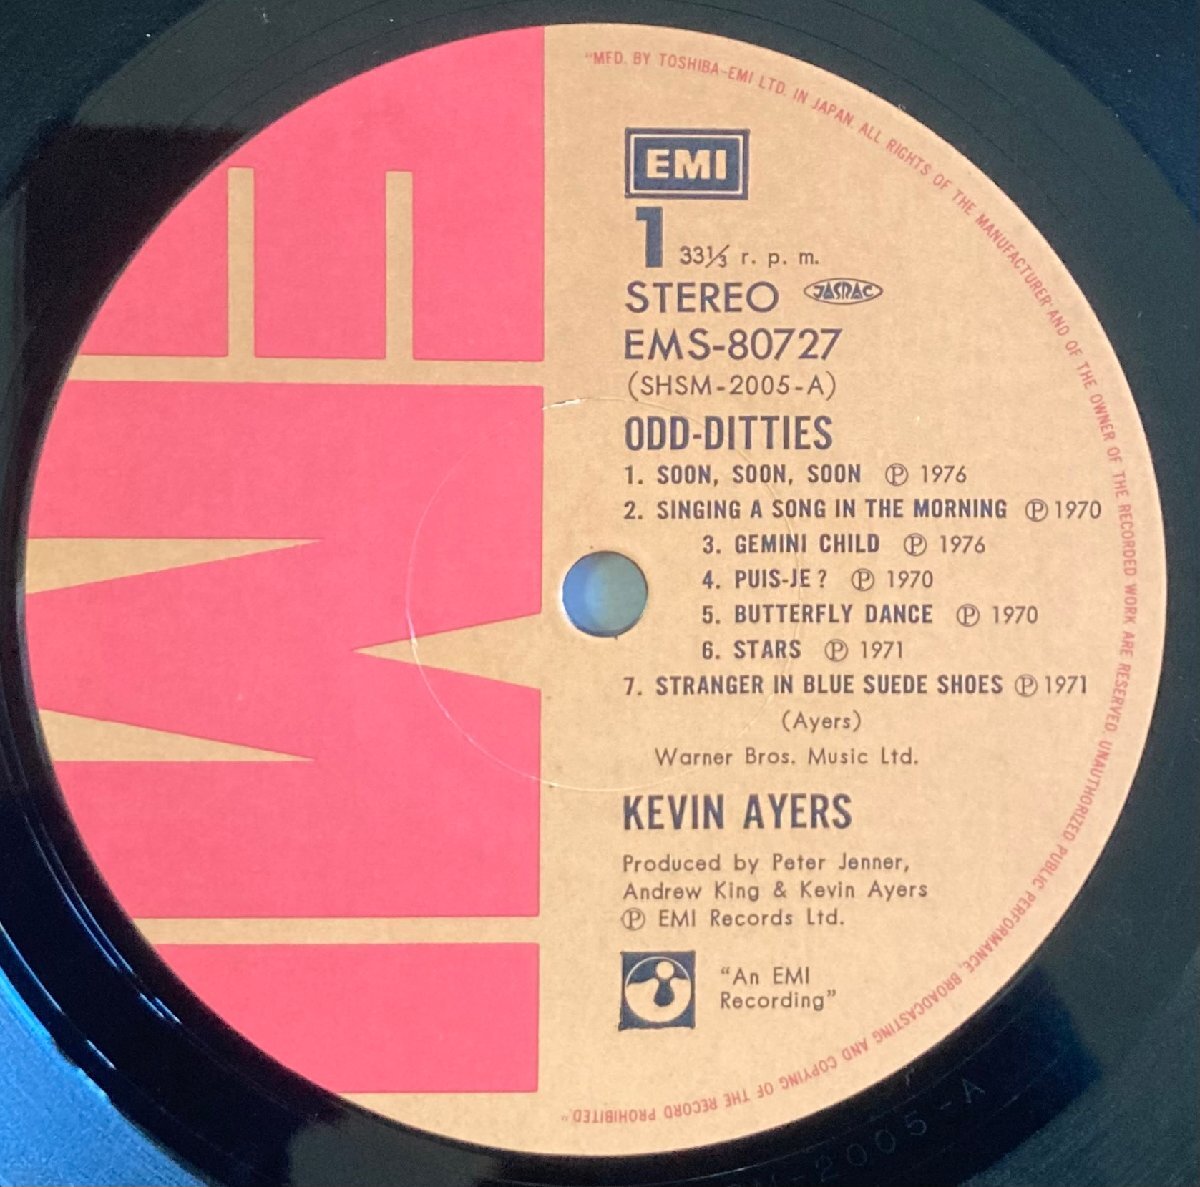 "MFD. BY TOSHIBA-EMI LTD. IN JAPAN. ALL RIGHTS OF THE MANUFACTURER AND OF THE OWNER OF THE RECORDED WORK ARE RESERVED. UNAUTHORIZED PUBLIC PERFORMANCE, BROADCASTING AND COPYING OF THE RECORD PROHIBITED."
EMI
EMI
1 33⅓ r. p. m.
STEREO JASRAC
EMS-80727
(SHSM-2005-A)
ODD-DITTIES
1. SOON, SOON, SOON Ⓟ 1976
2. SINGING A SONG IN THE MORNING Ⓟ 1970
3. GEMINI CHILD Ⓟ 1976
4. PUIS-JE? Ⓟ 1970
5. BUTTERFLY DANCE Ⓟ 1970
6. STARS Ⓟ 1971
7. STRANGER IN BLUE SUEDE SHOES Ⓟ 1971
(Ayers)
Warner Bros. Music Ltd.
KEVIN AYERS
Produced by Peter Jenner,
Andrew King & Kevin Ayers
Ⓟ EMI Records Ltd.
"An EMI
Recording"
2005-A